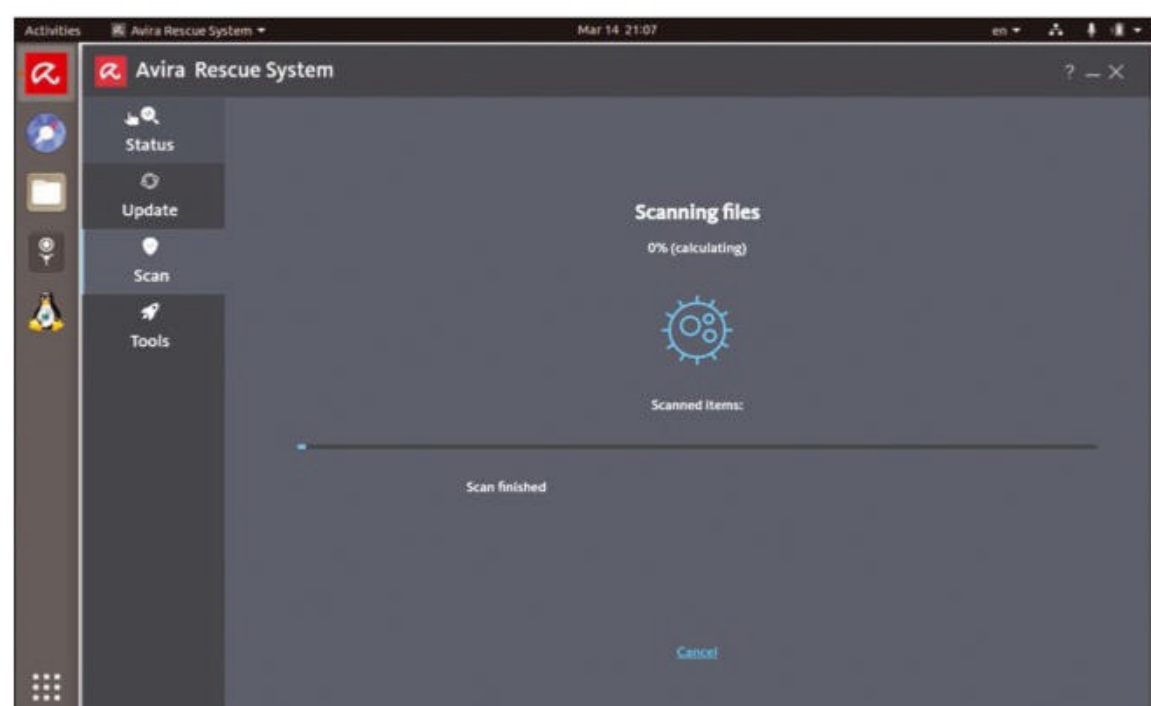 Activities Avira Rescue System Mar 14 21:07 en
Avira Rescue System ? – ×
Status
Update
Scan
Tools
Scanning files
0% (calculating)
Scanned items:
Scan finished
Cancel